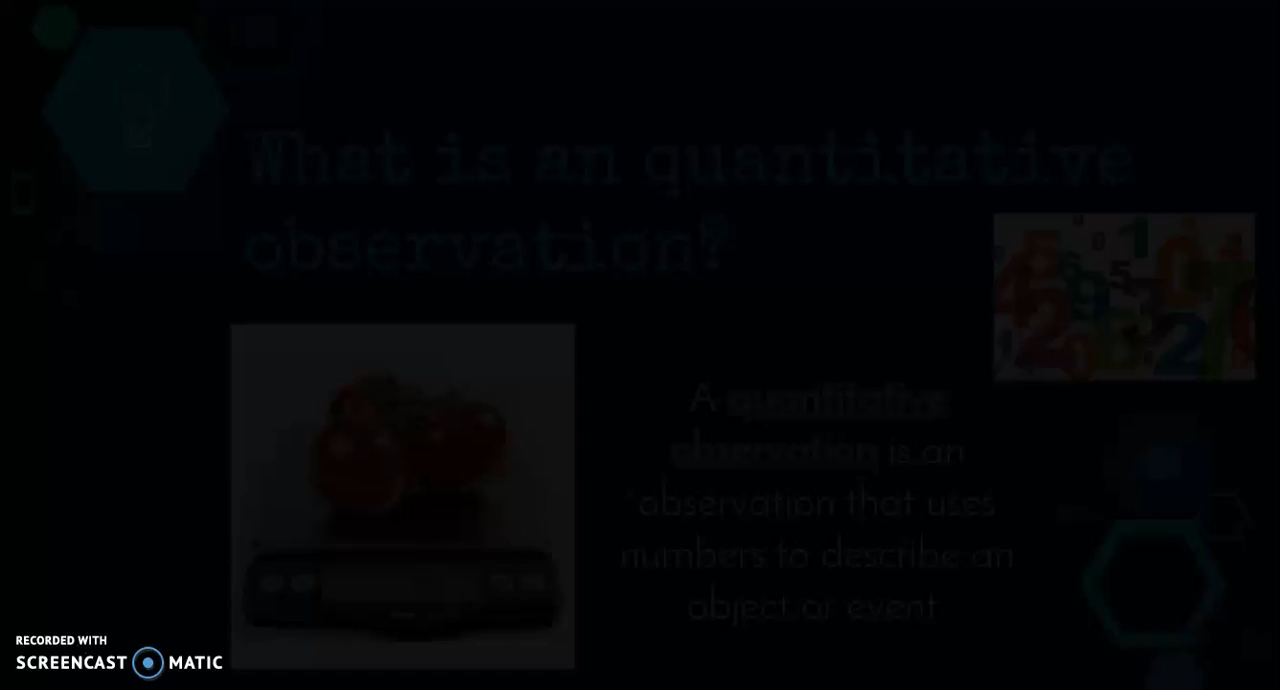 What is an quantitative
observation?
A quantitative
observation is an
observation that uses
numbers to describe an
object or event
RECORDED WITH
SCREENCAST MATIC